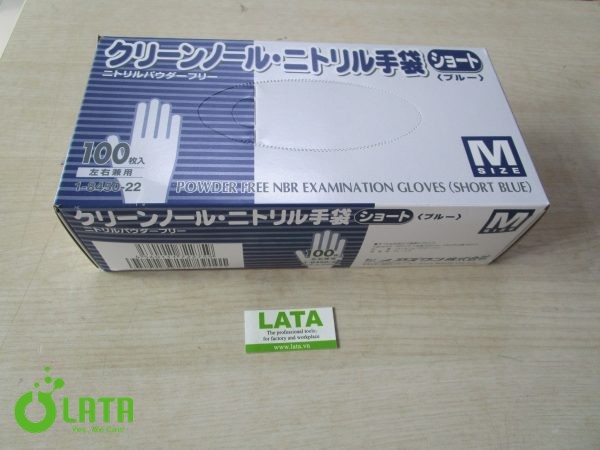 クリーンノール・ニトリル手袋 ショート
ニトリルパウダーフリー
〈ブルー〉
100枚入
左右兼用
1-8450-22
M
SIZE
POWDER FREE NBR EXAMINATION GLOVES (SHORT BLUE)
クリーンノール・ニトリル手袋 ショート 〈ブルー〉
ニトリルパウダーフリー
100
M
LATA
The professional tools,
for factory and workplace
www.lata.vn
LATA